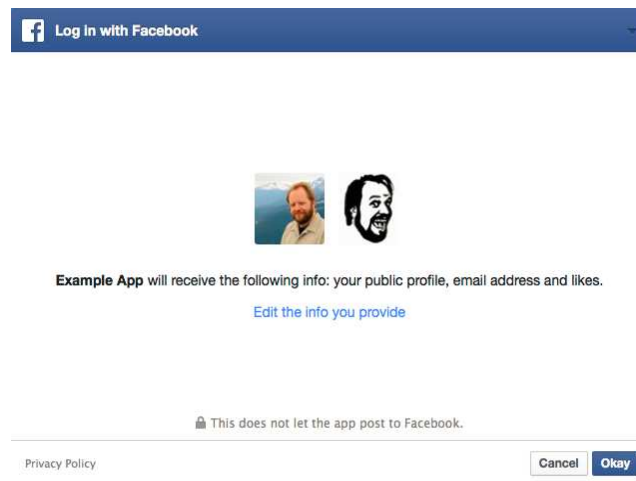 Log in with Facebook
Example App will receive the following info: your public profile, email address and likes.
Edit the info you provide
This does not let the app post to Facebook.
Privacy Policy
Cancel Okay